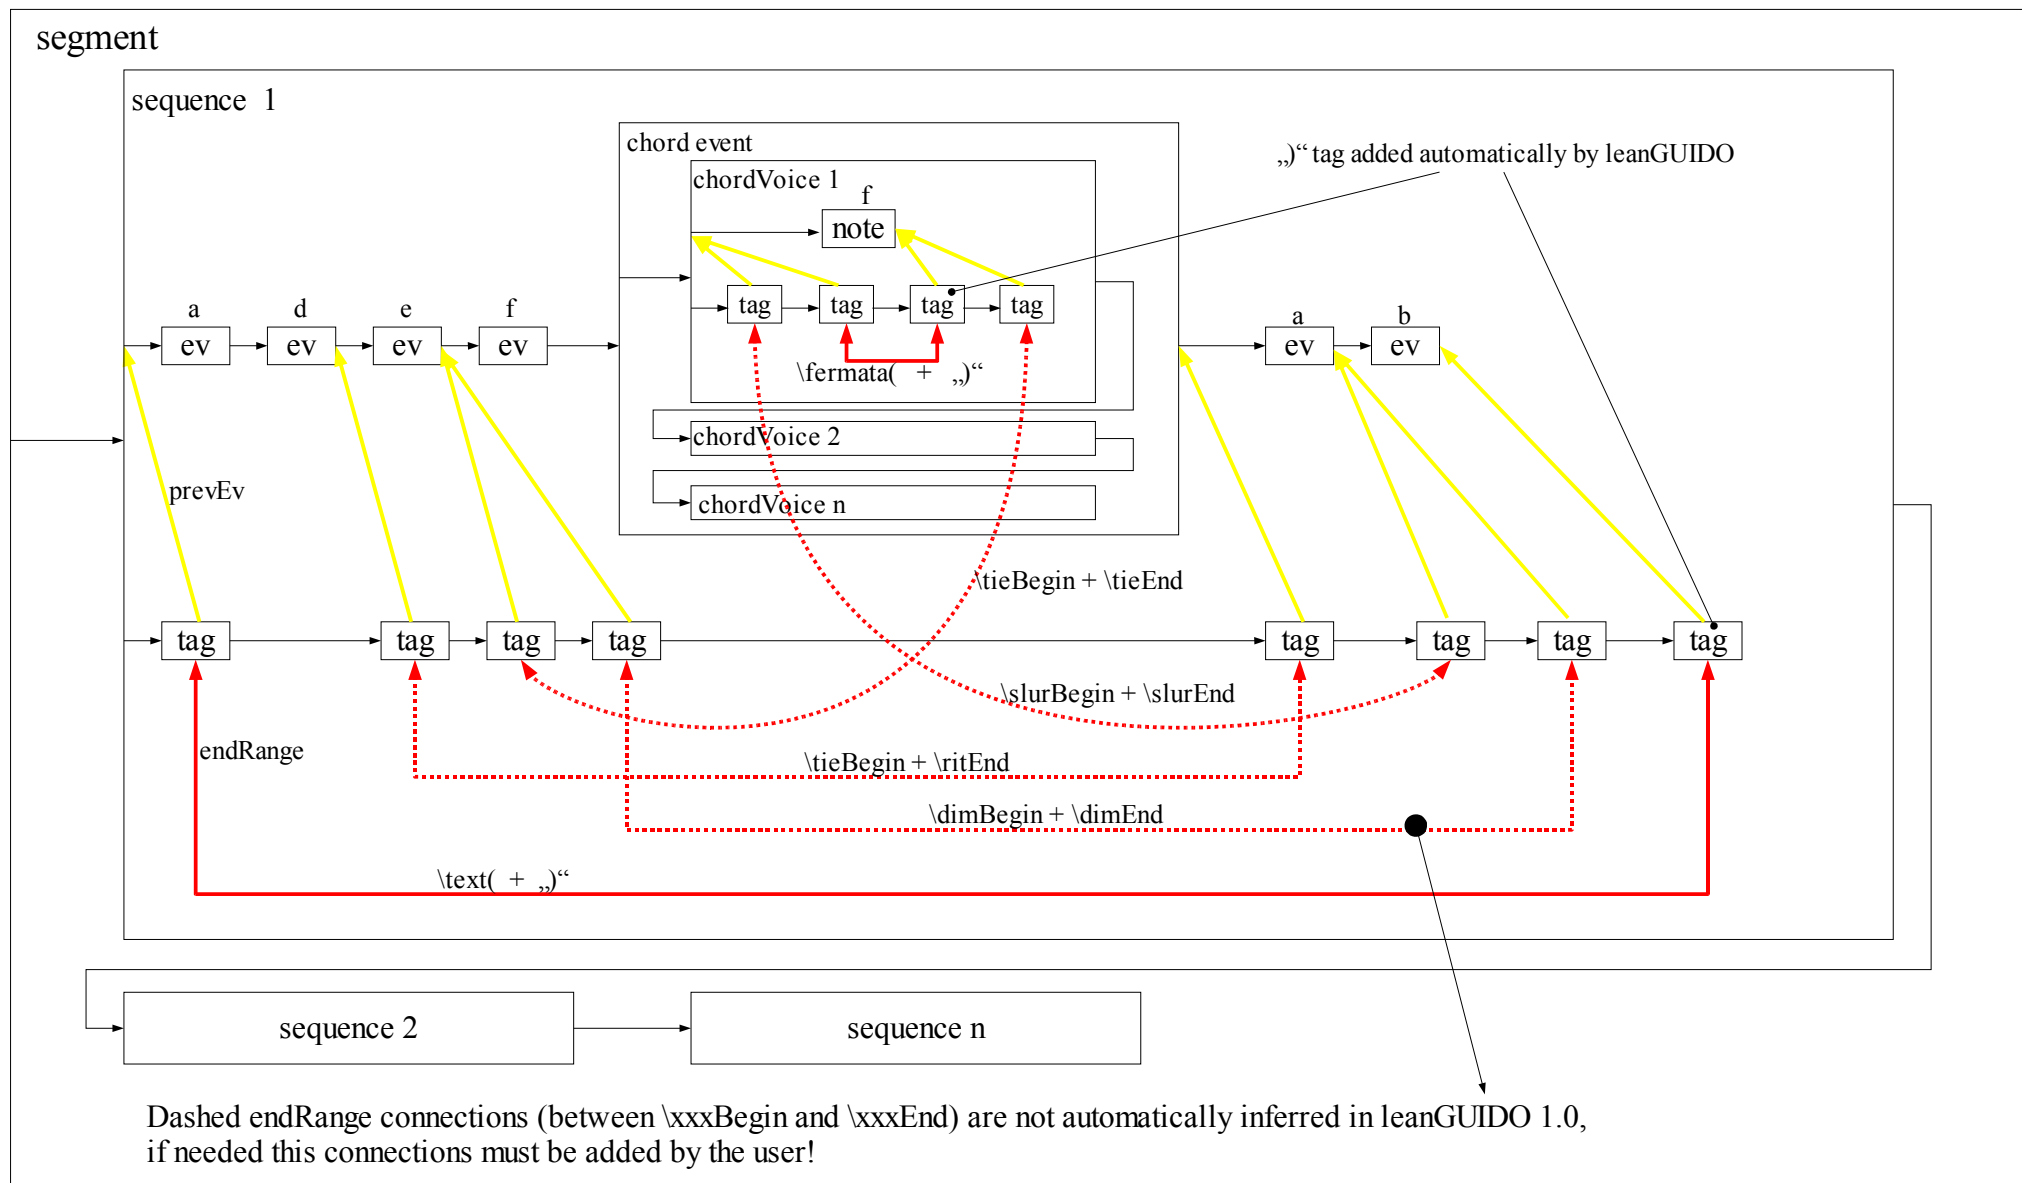 segment
sequence 1
chord event
„)“ tag added automatically by leanGUIDO
chordVoice 1
f
note
tag tag tag tag
a d e f
ev ev ev ev
a b
ev ev
\fermata( + „)“
chordVoice 2
prevEv
chordVoice n
\tieBegin + \tieEnd
tag tag tag tag tag tag tag tag
\slurBegin + \slurEnd
endRange
\tieBegin + \ritEnd
\dimBegin + \dimEnd
\text( + „)“
sequence 2
sequence n
Dashed endRange connections (between \xxxBegin and \xxxEnd) are not automatically inferred in leanGUIDO 1.0,
if needed this connections must be added by the user!